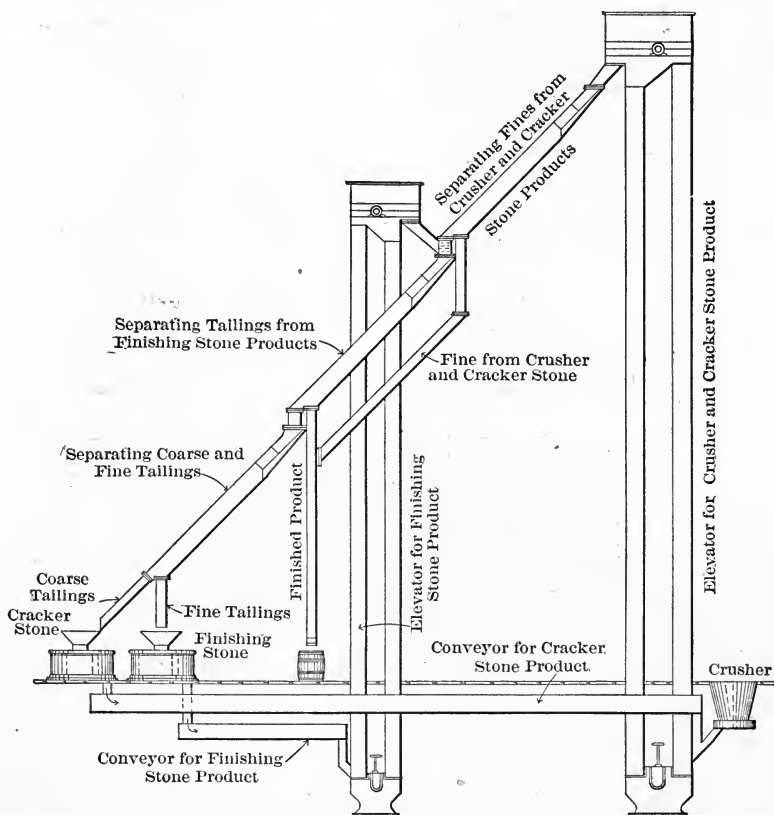 Separating Fines from
Crusher and Cracker
Stone Products
Elevator for Crusher and Cracker Stone Product
Separating Tailings from
Finishing Stone Products
Fine from Crusher
and Cracker Stone
Separating Coarse and
Fine Tailings
Finished Product
Elevator for Finishing
Stone Product
Coarse
Tailings
Cracker
Stone
Fine Tailings
Finishing
Stone
Conveyor for Cracker
Stone Product.
Crusher
Conveyor for Finishing
Stone Product